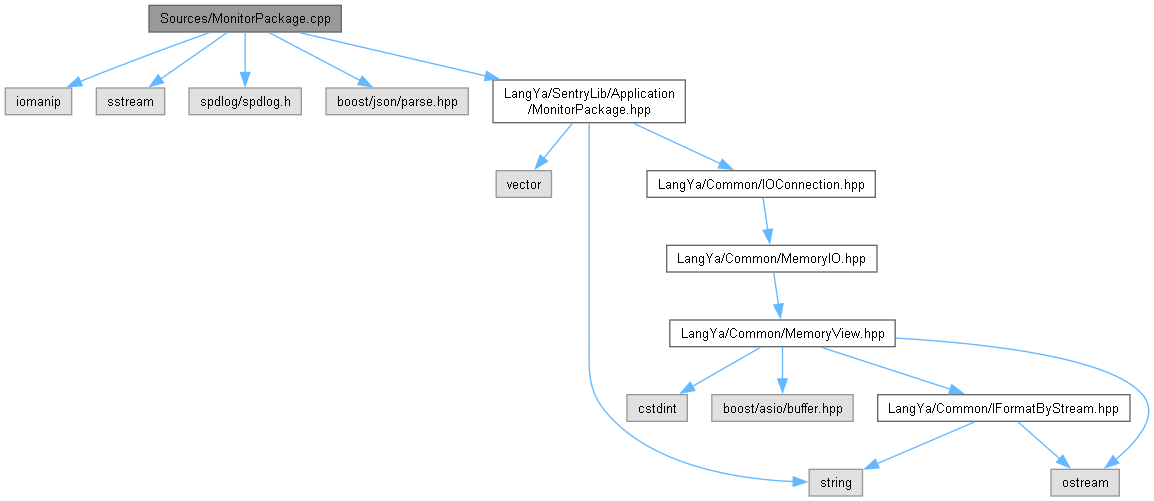 Sources/MonitorPackage.cpp
iomanip
sstream
spdlog/spdlog.h
boost/json/parse.hpp
LangYa/SentryLib/Application
/MonitorPackage.hpp
vector
LangYa/Common/IOConnection.hpp
LangYa/Common/MemoryIO.hpp
LangYa/Common/MemoryView.hpp
cstdint
boost/asio/buffer.hpp
LangYa/Common/IFormatByStream.hpp
string
ostream